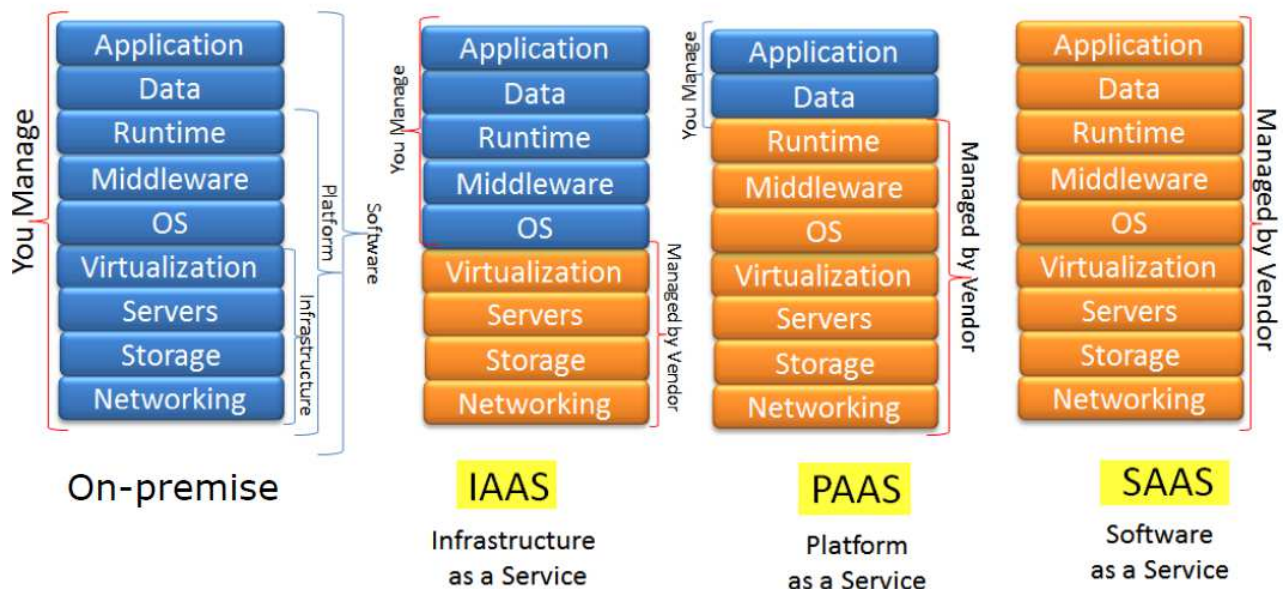 You Manage
Application
Data
Runtime
Middleware
OS
Virtualization
Servers
Storage
Networking
Infrastructure
Platform
Software
On-premise
You Manage
Application
Data
Runtime
Middleware
OS
Virtualization
Servers
Storage
Networking
Managed by Vendor
IAAS
Infrastructure
as a Service
You Manage
Application
Data
Runtime
Middleware
OS
Virtualization
Servers
Storage
Networking
Managed by Vendor
PAAS
Platform
as a Service
Application
Data
Runtime
Middleware
OS
Virtualization
Servers
Storage
Networking
Managed by Vendor
SAAS
Software
as a Service